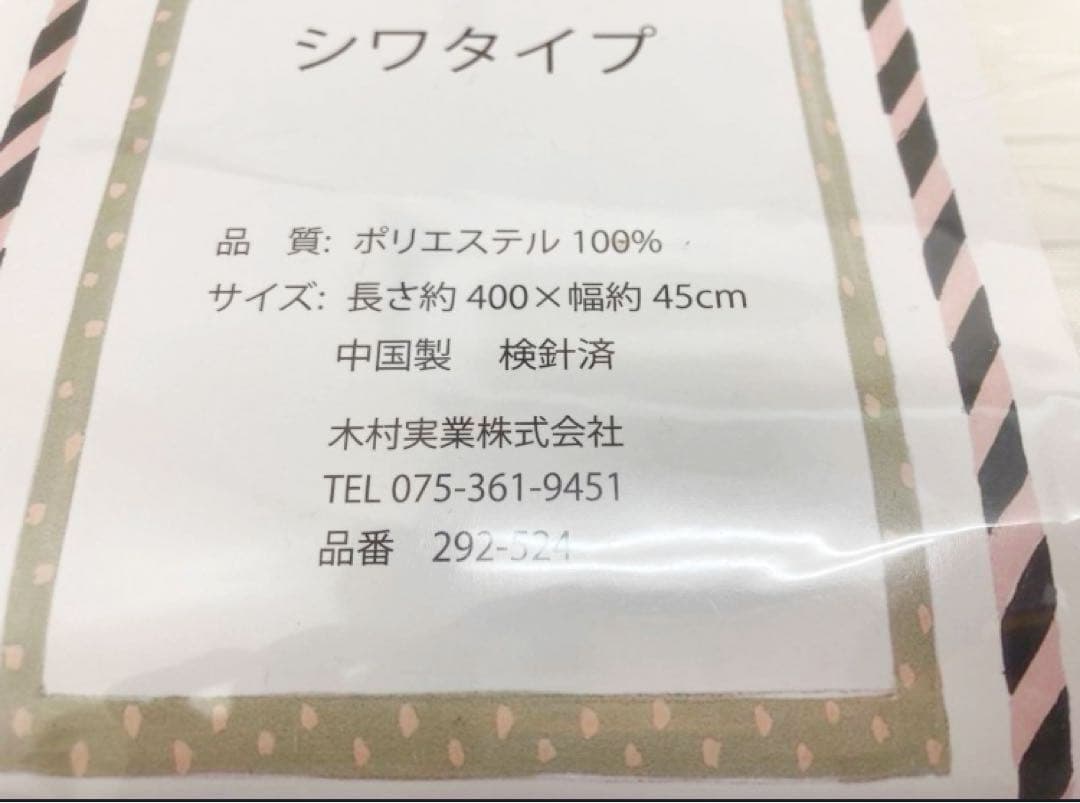 シワタイプ
品　質: ポリエステル 100%
サイズ: 長さ約 400×幅約 45cm
中国製　検針済
木村実業株式会社
TEL 075-361-9451
品番　292-524